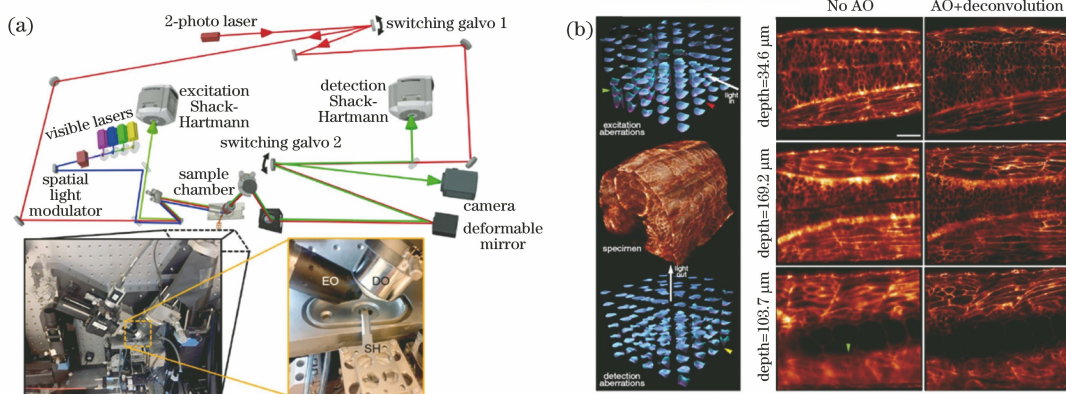 (a)
2-photo laser
switching galvo 1
excitation
Shack-
Hartmann
detection
Shack-
Hartmann
visible lasers
switching galvo 2
sample
chamber
spatial
light
modulator
camera
deformable
mirror
EO
DO
SH
(b)
light
in
excitation
aberrations
specimen
light
out
detection
aberrations
No AO
AO+deconvolution
depth=34.6 μm
depth=169.2 μm
depth=103.7 μm